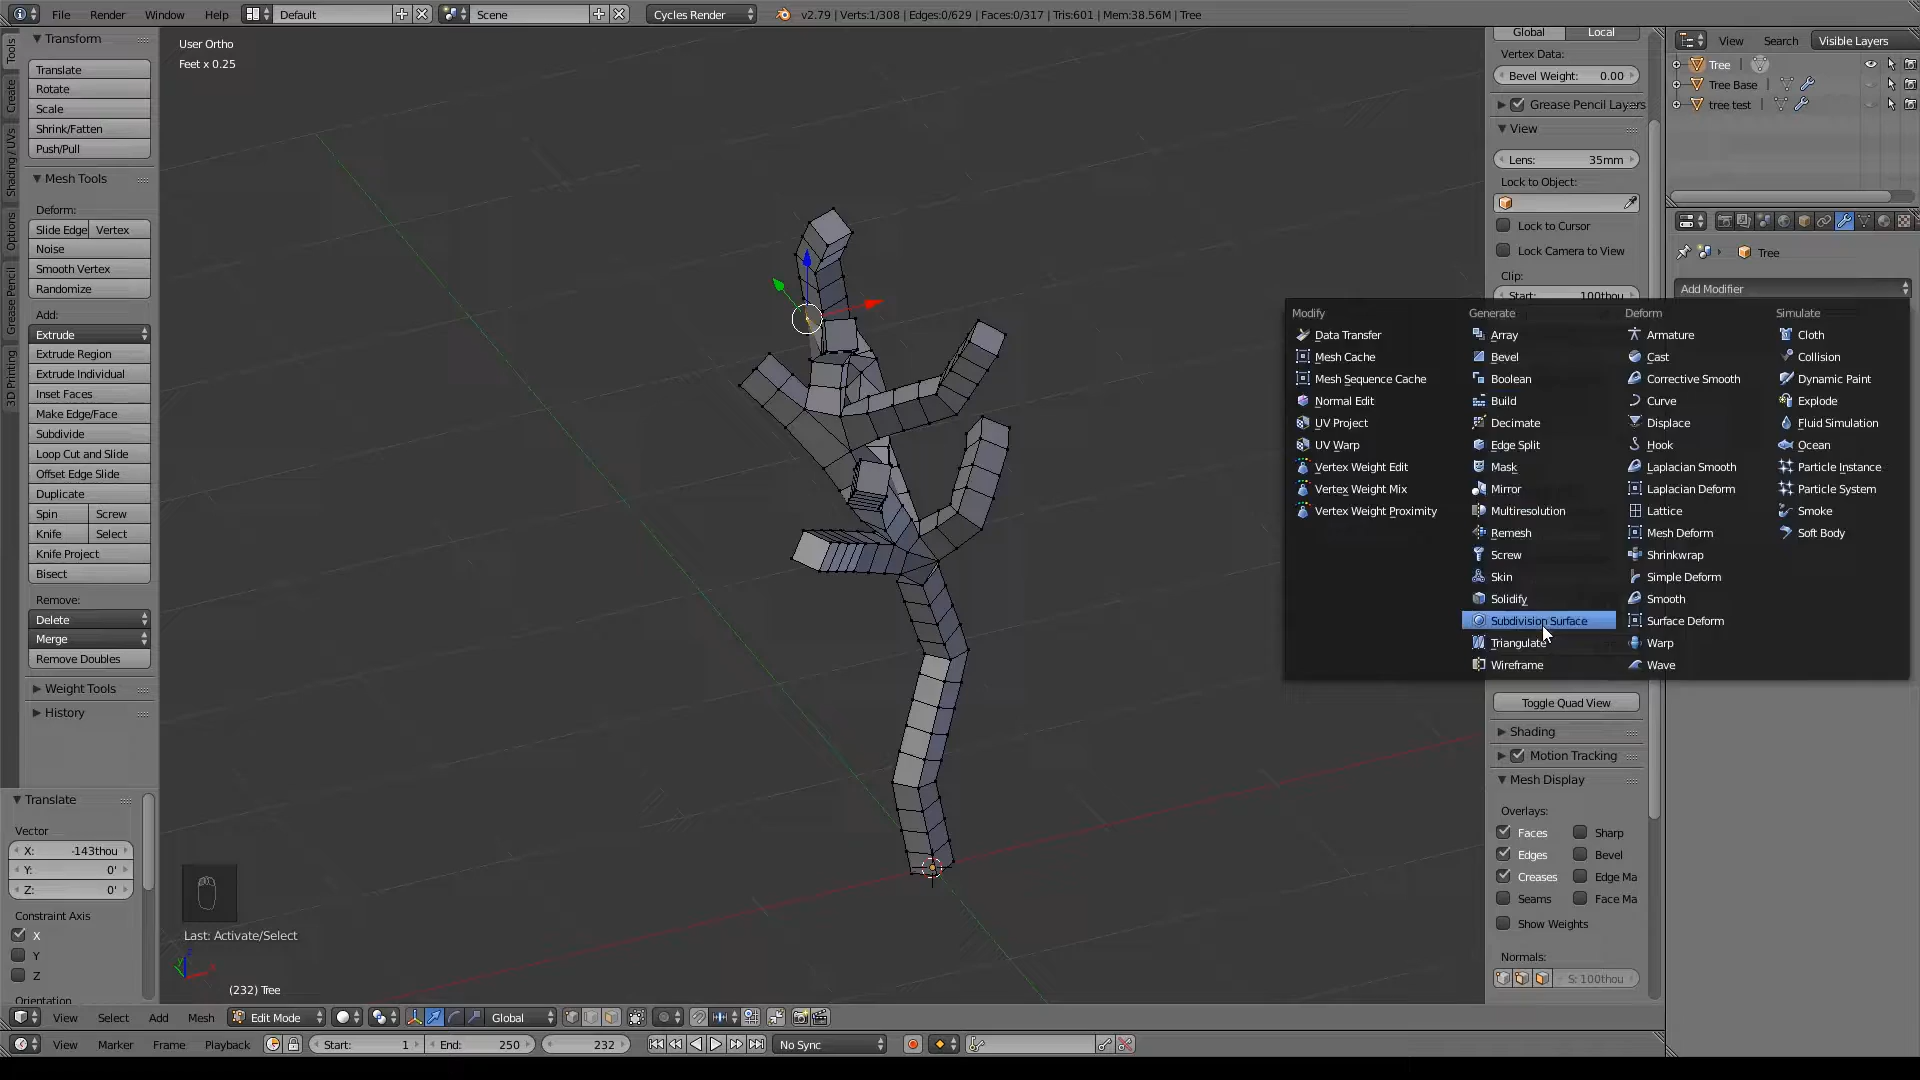 File Render Window Help Default Scene Cycles Render v2.79 | Verts:1/308 | Edges:0/629 | Faces:0/317 | Tris:601 | Mem:38.56M | Tree
Tools
Create
Shading / UVs
Options
Grease Pencil
3D Printing
Transform
Translate
Rotate
Scale
Shrink/Fatten
Push/Pull
Mesh Tools
Deform:
Slide Edge Vertex
Noise
Smooth Vertex
Randomize
Add:
Extrude
Extrude Region
Extrude Individual
Inset Faces
Make Edge/Face
Subdivide
Loop Cut and Slide
Offset Edge Slide
Duplicate
Spin Screw
Knife Select
Knife Project
Bisect
Remove:
Delete
Merge
Remove Doubles
Weight Tools
History
Translate
Vector
X: -143thou
Y: 0'
Z: 0'
Constraint Axis
X
Y
Z
Orientation
User Ortho
Feet x 0.25
Last: Activate/Select
(232) Tree
Global Local
Vertex Data:
Bevel Weight: 0.00
Grease Pencil Layers
View
Lens: 35mm
Lock to Object:
Lock to Cursor
Lock Camera to View
Clip:
Start: 100thou
Modify
Data Transfer
Mesh Cache
Mesh Sequence Cache
Normal Edit
UV Project
UV Warp
Vertex Weight Edit
Vertex Weight Mix
Vertex Weight Proximity
Generate
Array
Bevel
Boolean
Build
Decimate
Edge Split
Mask
Mirror
Multiresolution
Remesh
Screw
Skin
Solidify
Subdivision Surface
Triangulate
Wireframe
Deform
Armature
Cast
Corrective Smooth
Curve
Displace
Hook
Laplacian Smooth
Laplacian Deform
Lattice
Mesh Deform
Shrinkwrap
Simple Deform
Smooth
Surface Deform
Warp
Wave
Simulate
Cloth
Collision
Dynamic Paint
Explode
Fluid Simulation
Ocean
Particle Instance
Particle System
Smoke
Soft Body
Toggle Quad View
Shading
Motion Tracking
Mesh Display
Overlays:
Faces Sharp
Edges Bevel
Creases Edge Ma
Seams Face Ma
Show Weights
Normals:
S: 100thou
View Search Visible Layers
Tree
Tree Base
tree test
Tree
Add Modifier
View Select Add Mesh Edit Mode Global
View Marker Frame Playback Start: 1 End: 250 232 No Sync